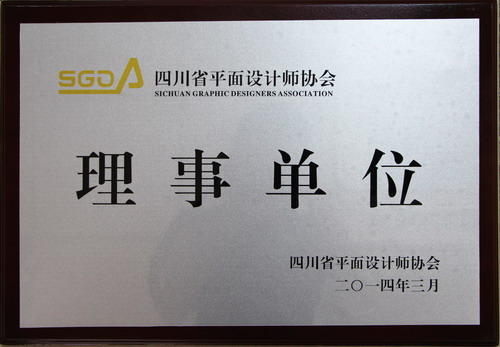 SGDA 四川省平面设计师协会
SICHUAN GRAPHIC DESIGNERS ASSOCIATION
理事单位
四川省平面设计师协会
二〇一四年三月